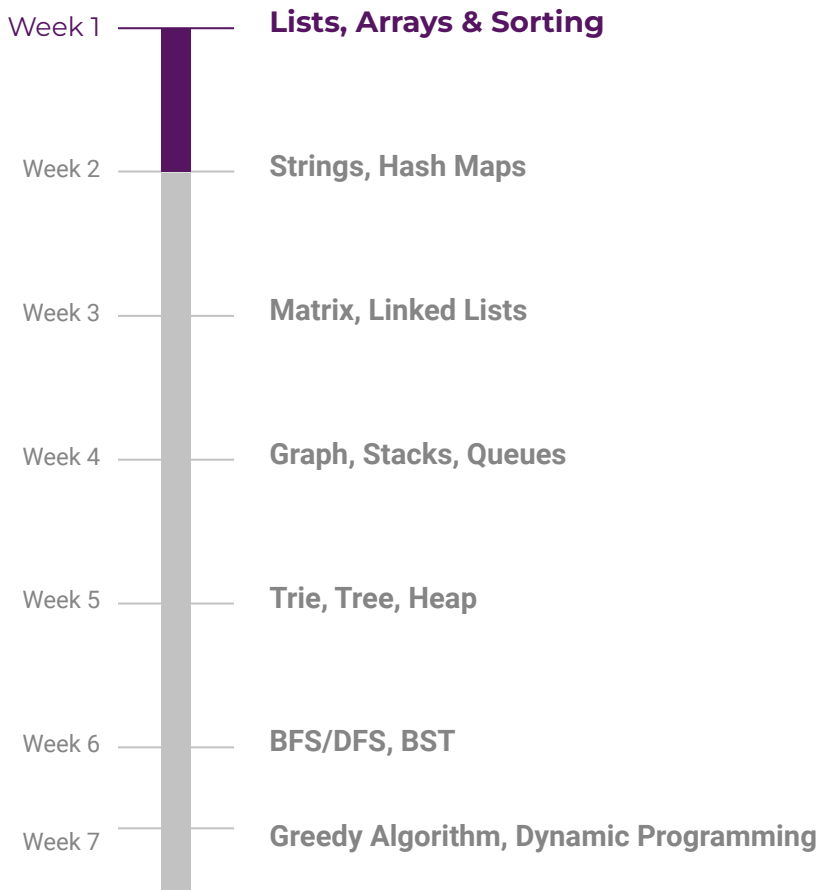 Week 1 Lists, Arrays & Sorting
Week 2 Strings, Hash Maps
Week 3 Matrix, Linked Lists
Week 4 Graph, Stacks, Queues
Week 5 Trie, Tree, Heap
Week 6 BFS/DFS, BST
Week 7 Greedy Algorithm, Dynamic Programming